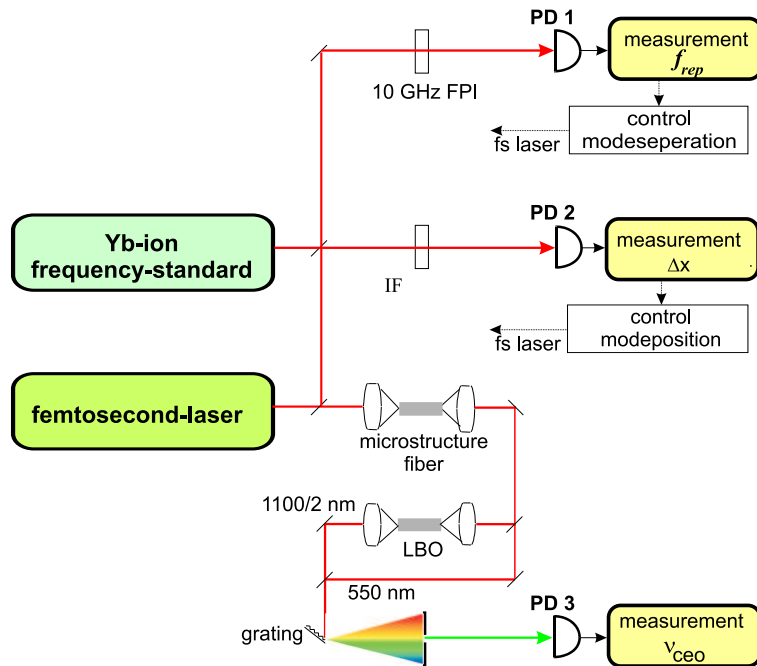 PD 1
measurement
f_rep
10 GHz FPI
control
modeseperation
fs laser
Yb-ion
frequency-standard
PD 2
measurement
Δx
IF
control
modeposition
fs laser
femtosecond-laser
microstructure
fiber
1100/2 nm
LBO
550 nm
grating
PD 3
measurement
ν_ceo